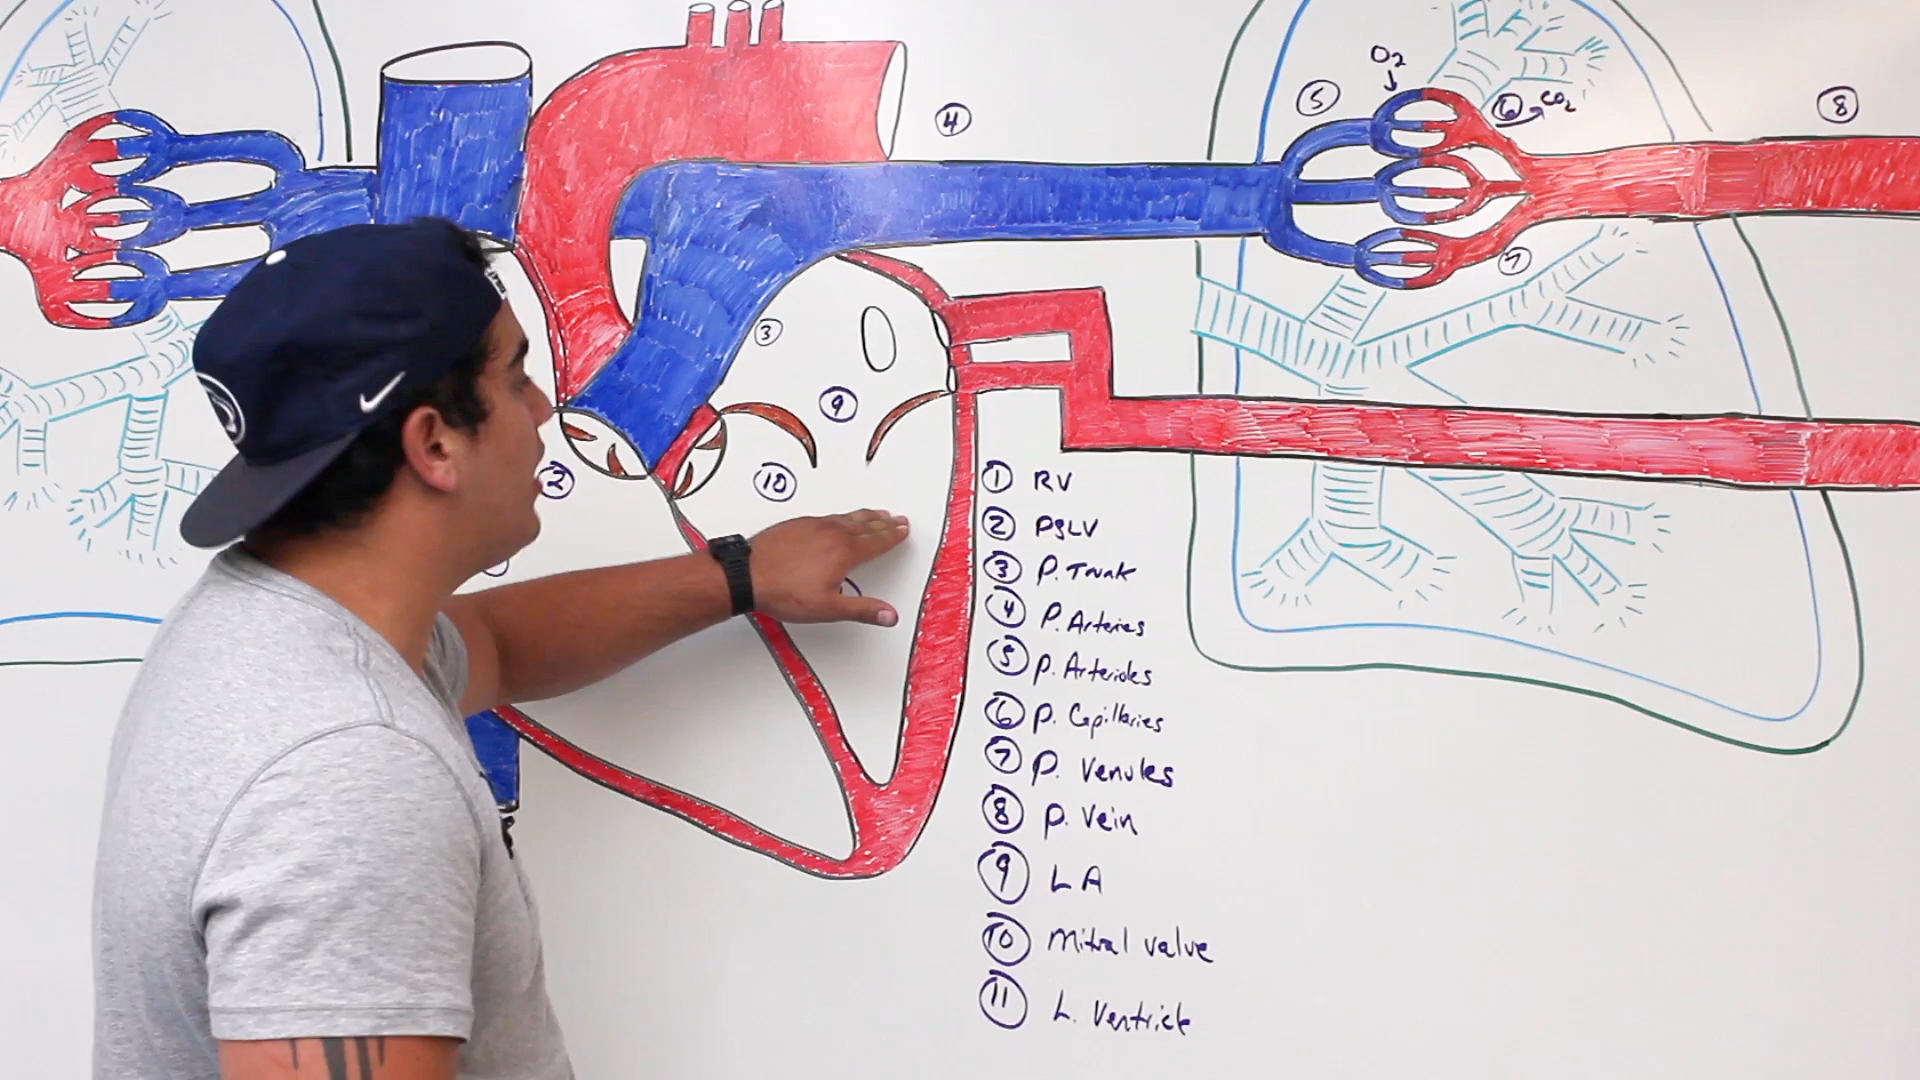 O2
CO2
5
6
8
4
7
3
9
2
10
1 RV
2 PSLV
3 P. Trunk
4 P. Arteries
5 P. Arterioles
6 P. Capillaries
7 P. Venules
8 P. Vein
9 LA
10 Mitral valve
11 L. Ventricle